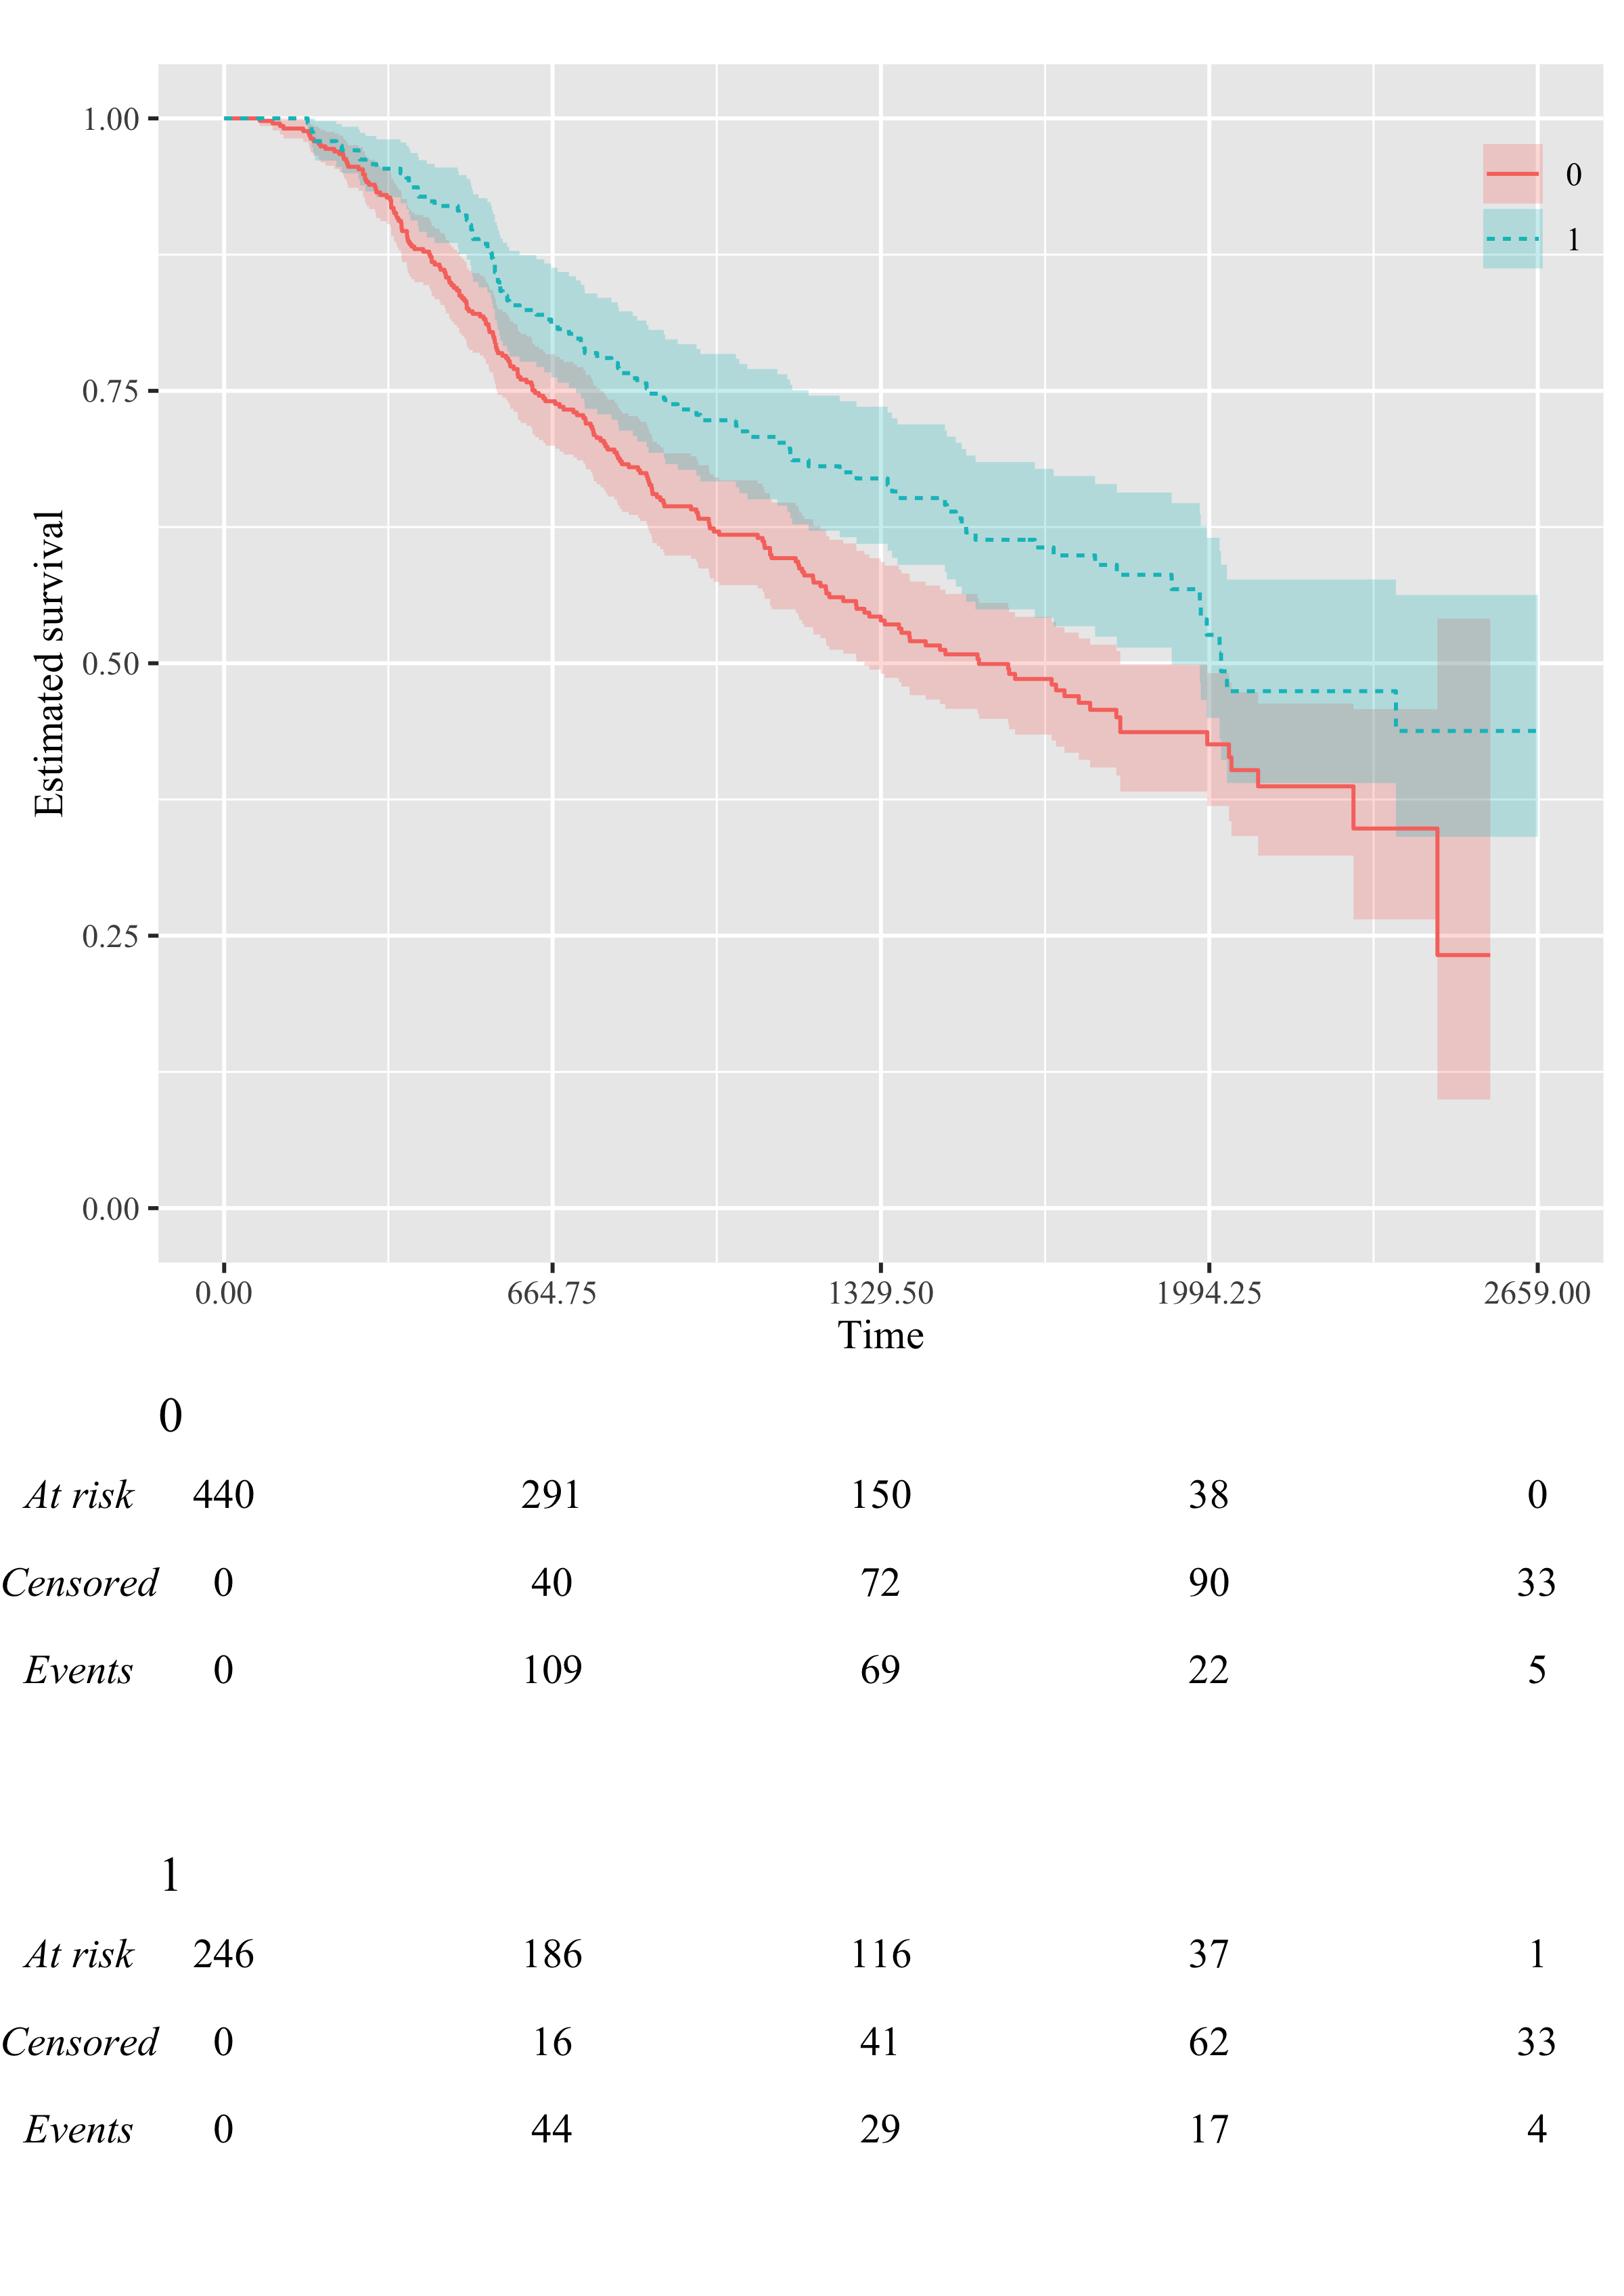 1.00
0.75
0.50
0.25
0.00
Estimated survival
0
1
0.00 664.75 1329.50 1994.25 2659.00
Time
0
At risk 440 291 150 38 0
Censored 0 40 72 90 33
Events 0 109 69 22 5
1
At risk 246 186 116 37 1
Censored 0 16 41 62 33
Events 0 44 29 17 4